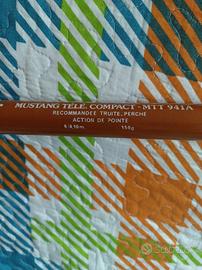 MUSTANG TELE. COMPACT - MTT 941A
RECOMMANDEE TRUITE, PERCHE
ACTION DE POINTE
150g